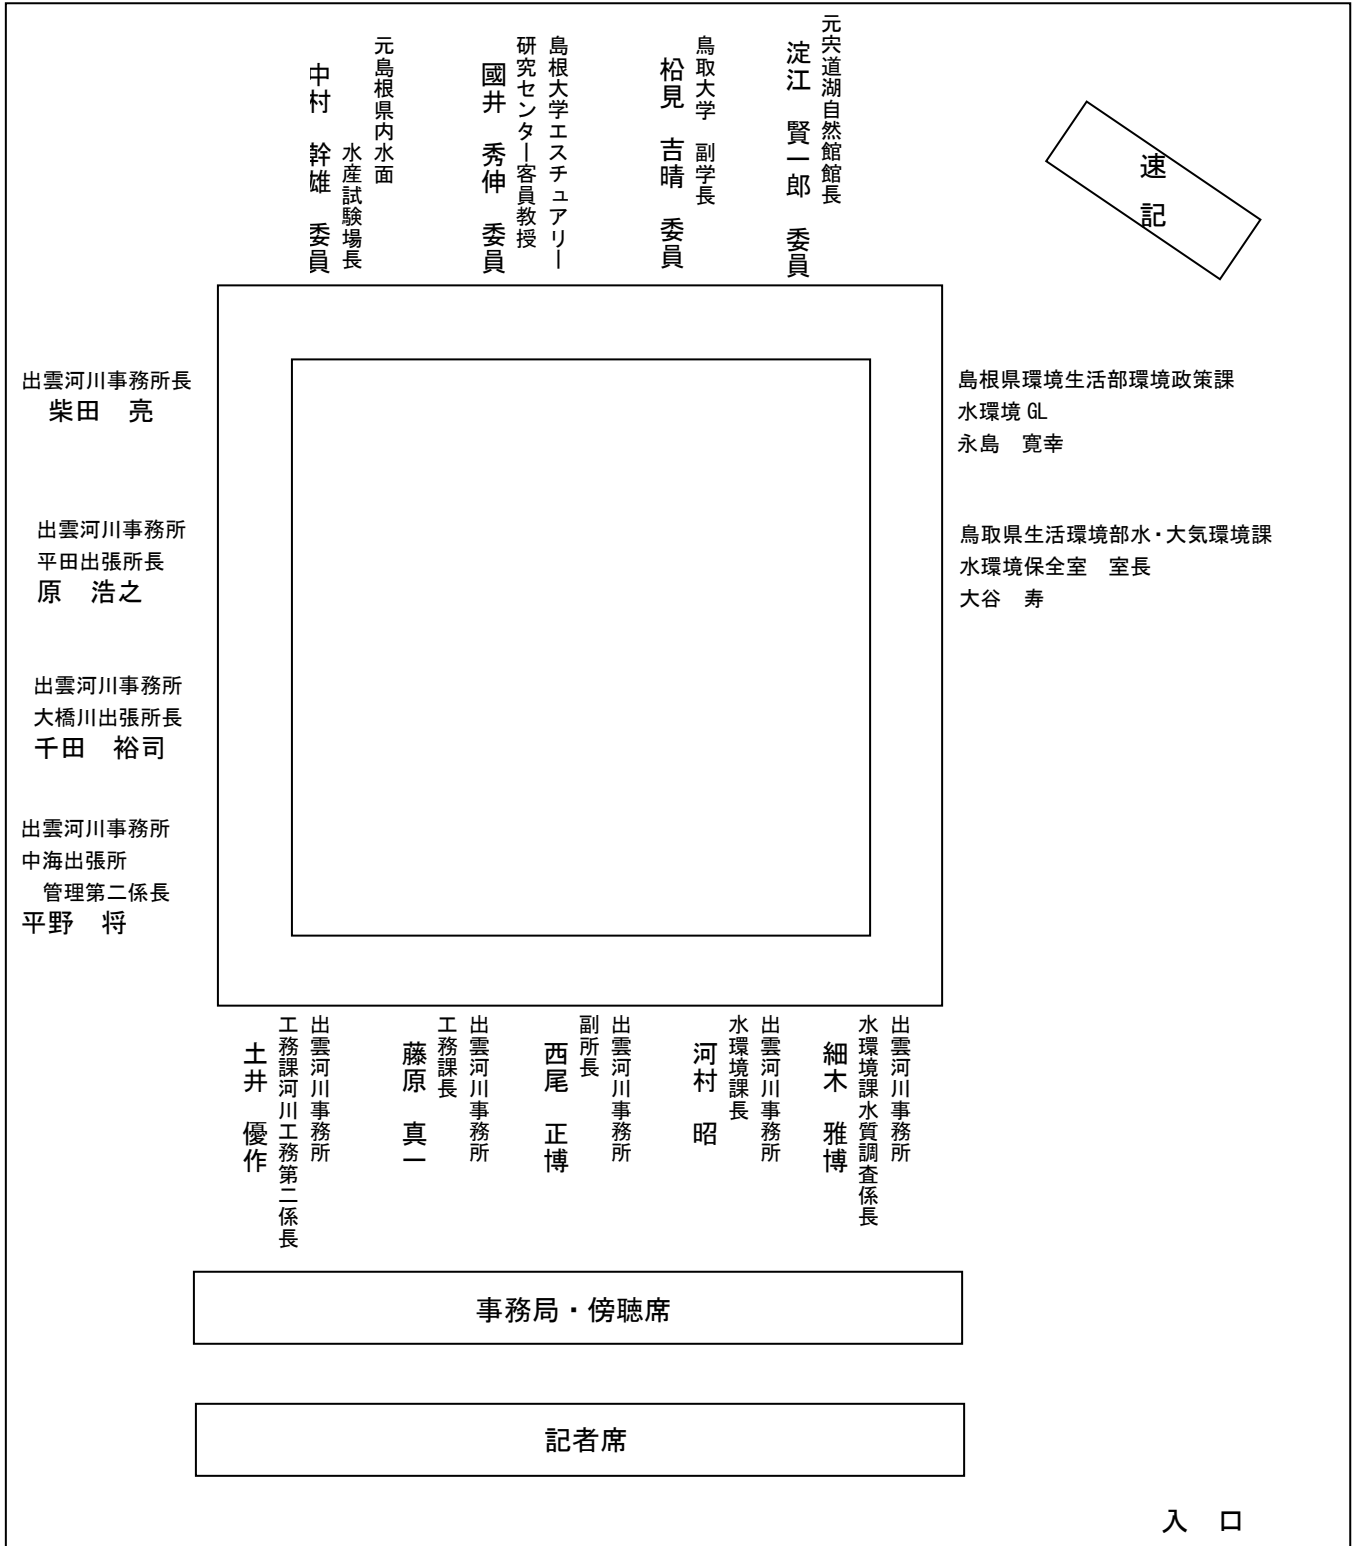 元島根県内水面
水産試験場長
中村 幹雄 委員
島根大学エスチュアリー
研究センター客員教授
國井 秀伸 委員
鳥取大学 副学長
松見 吉晴 委員
元宍道湖自然館館長
淀江 賢一郎 委員
速記
出雲河川事務所長
柴田 亮
出雲河川事務所
平田出張所長
原 浩之
出雲河川事務所
大橋川出張所長
千田 裕司
出雲河川事務所
中海出張所
管理第二係長
平野 将
島根県環境生活部環境政策課
水環境 GL
永島 寛幸
鳥取県生活環境部水・大気環境課
水環境保全室 室長
大谷 寿
出雲河川事務所
工務課河川工務第二係長
土井 優作
出雲河川事務所
工務課長
藤原 真一
出雲河川事務所
副所長
西尾 正博
出雲河川事務所
水環境課長
河村 昭
出雲河川事務所
水環境課水質調査係長
細木 雅博
事務局・傍聴席
記者席
入 口